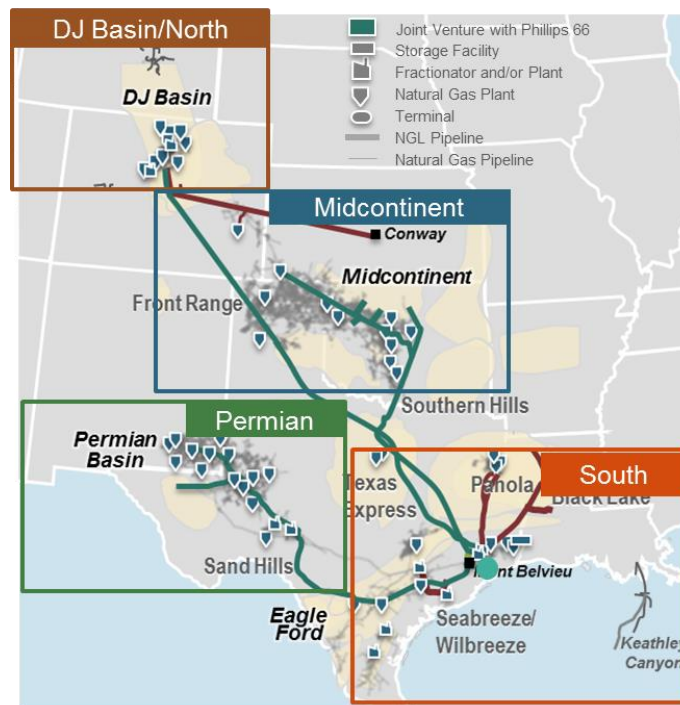 DJ Basin/North
Joint Venture with Phillips 66
Storage Facility
Fractionator and/or Plant
Natural Gas Plant
Terminal
NGL Pipeline
Natural Gas Pipeline
DJ Basin
Midcontinent
Conway
Midcontinent
Front Range
Southern Hills
Permian
Permian
Basin
Sand Hills
Texas
Express
South
Panola
Black Lake
Belvieu
Eagle
Ford
Seabreeze/
Wilbreeze
Keathley
Canyon